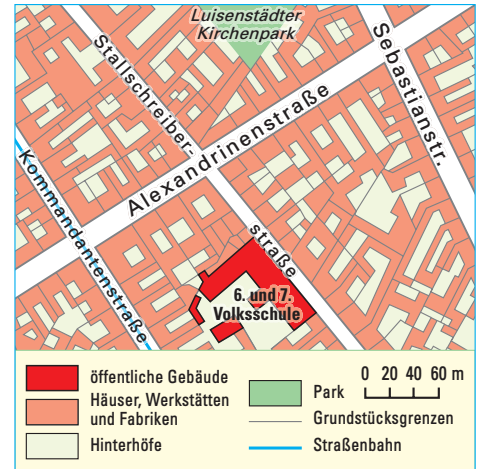 Luisenstädter
Kirchenpark
Sebastianstr.
Stallschreiber-
Alexandrinenstraße
Kommandantenstraße
straße
6. und 7.
Volksschule
öffentliche Gebäude
Häuser, Werkstätten
und Fabriken
Hinterhöfe
Park
0 20 40 60 m
Grundstücksgrenzen
Straßenbahn